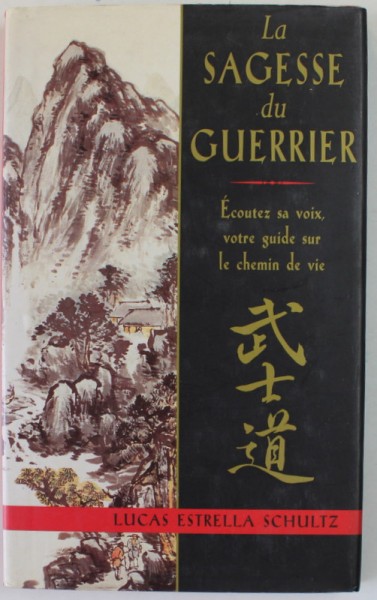 La
SAGESSE
du
GUERRIER
Écoutez sa voix,
votre guide sur
le chemin de vie
武士道
LUCAS ESTRELLA SCHULTZ